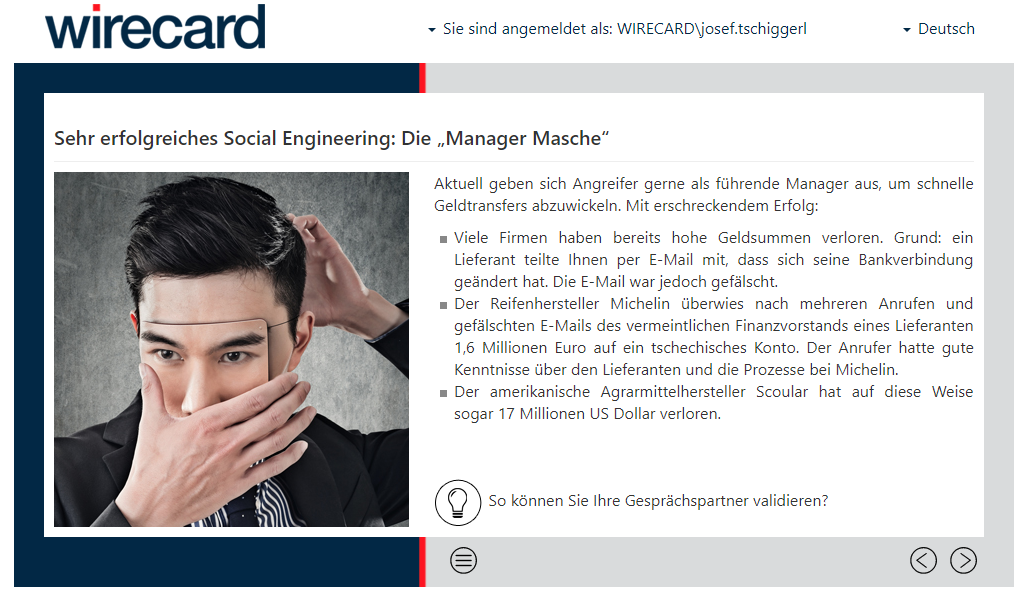 wirecard
Sie sind angemeldet als: WIRECARD\josef.tschiggerl
Deutsch
Sehr erfolgreiches Social Engineering: Die „Manager Masche“
Aktuell geben sich Angreifer gerne als führende Manager aus, um schnelle
Geldtransfers abzuwickeln. Mit erschreckendem Erfolg:
Viele Firmen haben bereits hohe Geldsummen verloren. Grund: ein
Lieferant teilte Ihnen per E-Mail mit, dass sich seine Bankverbindung
geändert hat. Die E-Mail war jedoch gefälscht.
Der Reifenhersteller Michelin überwies nach mehreren Anrufen und
gefälschten E-Mails des vermeintlichen Finanzvorstands eines Lieferanten
1,6 Millionen Euro auf ein tschechisches Konto. Der Anrufer hatte gute
Kenntnisse über den Lieferanten und die Prozesse bei Michelin.
Der amerikanische Agrarmittelhersteller Scoular hat auf diese Weise
sogar 17 Millionen US Dollar verloren.
So können Sie Ihre Gesprächspartner validieren?